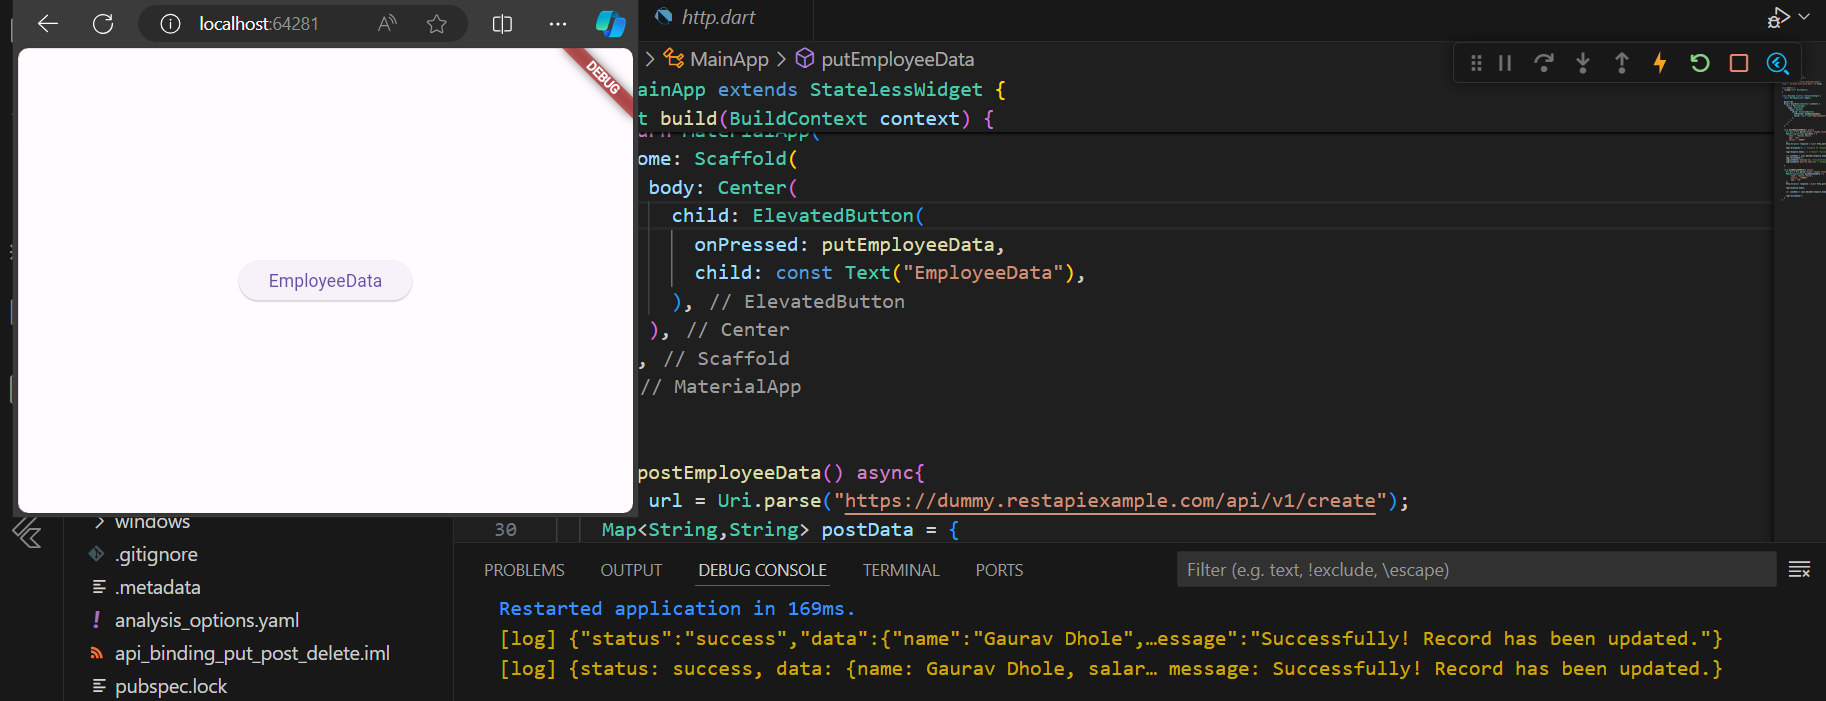 localhost:64281
DEBUG
EmployeeData
http.dart
MainApp > putEmployeeData
ainApp extends StatelessWidget {
t build(BuildContext context) {
urn MaterialApp(
ome: Scaffold(
body: Center(
child: ElevatedButton(
onPressed: putEmployeeData,
child: const Text("EmployeeData"),
), // ElevatedButton
), // Center
, // Scaffold
// MaterialApp
postEmployeeData() async{
url = Uri.parse("https://dummy.restapiexample.com/api/v1/create");
30 Map<String,String> postData = {
windows
.gitignore
.metadata
! analysis_options.yaml
api_binding_put_post_delete.iml
pubspec.lock
PROBLEMS OUTPUT DEBUG CONSOLE TERMINAL PORTS
Filter (e.g. text, !exclude, \escape)
Restarted application in 169ms.
[log] {"status":"success","data":{"name":"Gaurav Dhole",…essage":"Successfully! Record has been updated."}
[log] {status: success, data: {name: Gaurav Dhole, salar… message: Successfully! Record has been updated.}